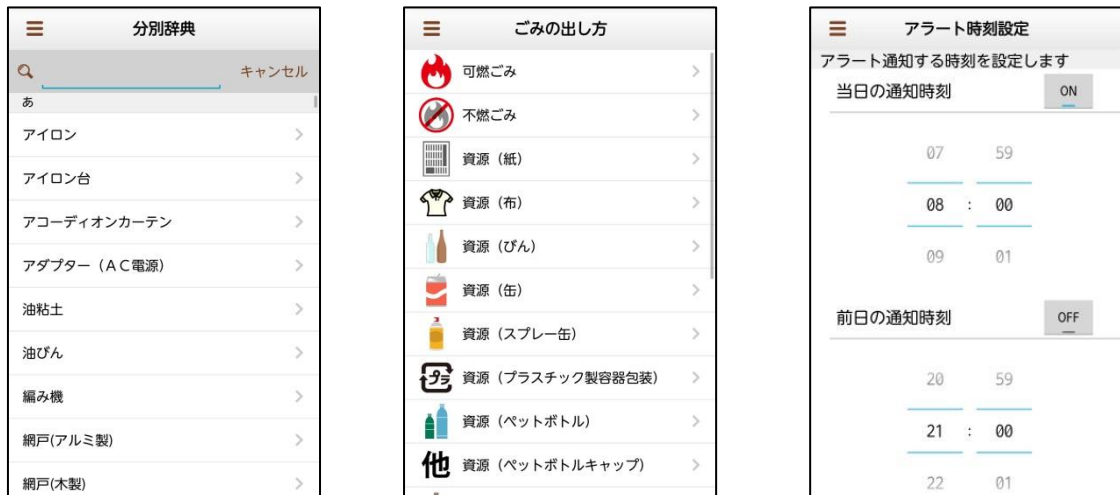 分別辞典
キャンセル
あ
アイロン
アイロン台
アコーディオンカーテン
アダプター（ＡＣ電源）
油粘土
油びん
編み機
網戸(アルミ製)
網戸(木製)
ごみの出し方
可燃ごみ
不燃ごみ
資源（紙）
資源（布）
資源（びん）
資源（缶）
資源（スプレー缶）
プラ 資源（プラスチック製容器包装）
資源（ペットボトル）
他 資源（ペットボトルキャップ）
アラート時刻設定
アラート通知する時刻を設定します
当日の通知時刻 ON
07 59
08 : 00
09 01
前日の通知時刻 OFF
20 59
21 : 00
22 01